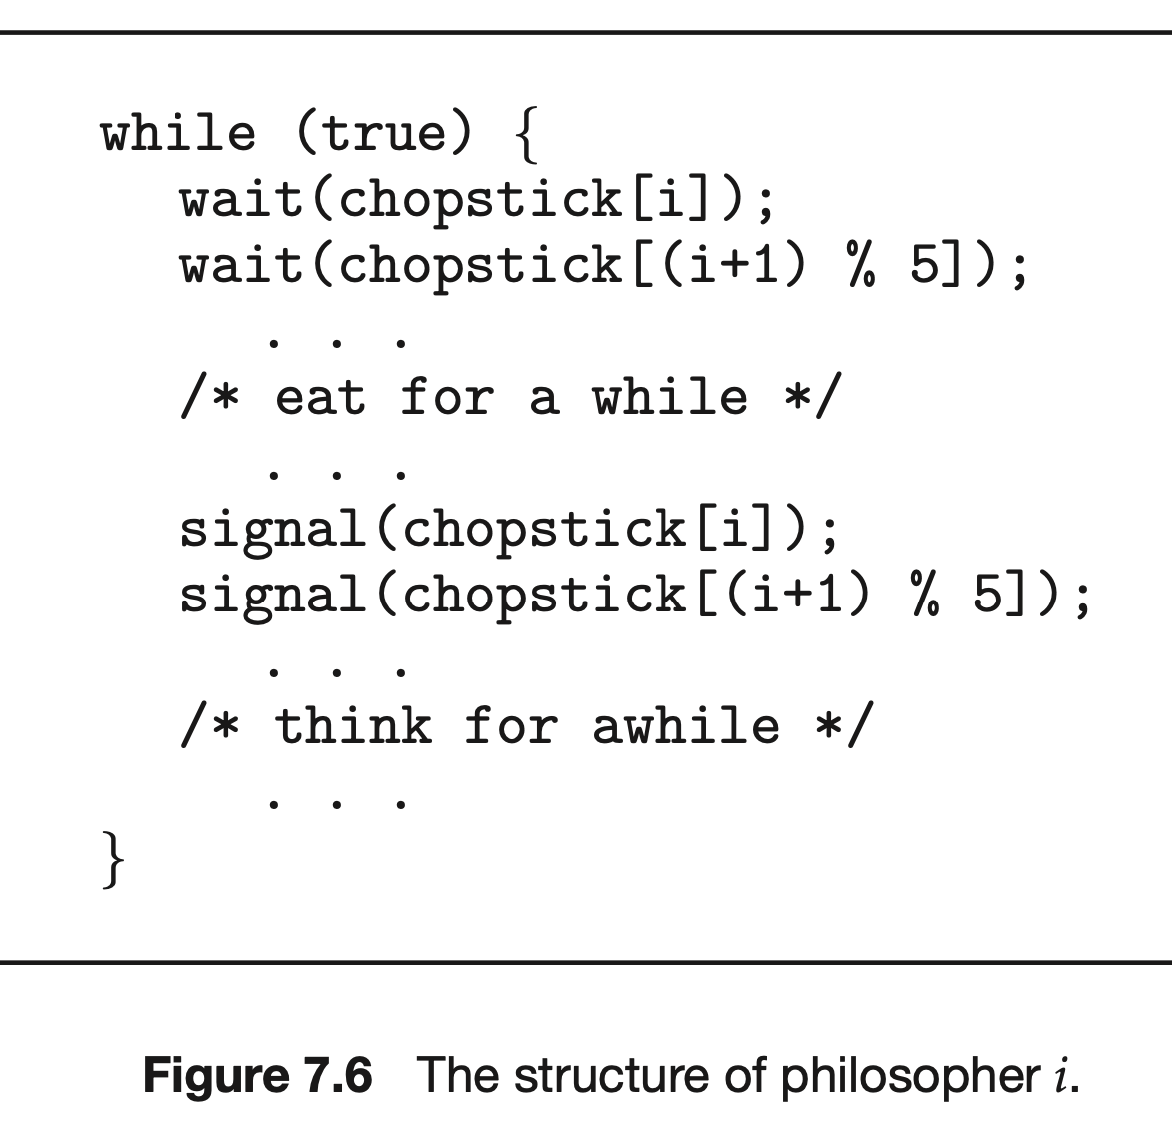 while (true) {
wait(chopstick[i]);
wait(chopstick[(i+1) % 5]);
. . .
/* eat for a while */
. . .
signal(chopstick[i]);
signal(chopstick[(i+1) % 5]);
. . .
/* think for awhile */
. . .
}
Figure 7.6 The structure of philosopher i.